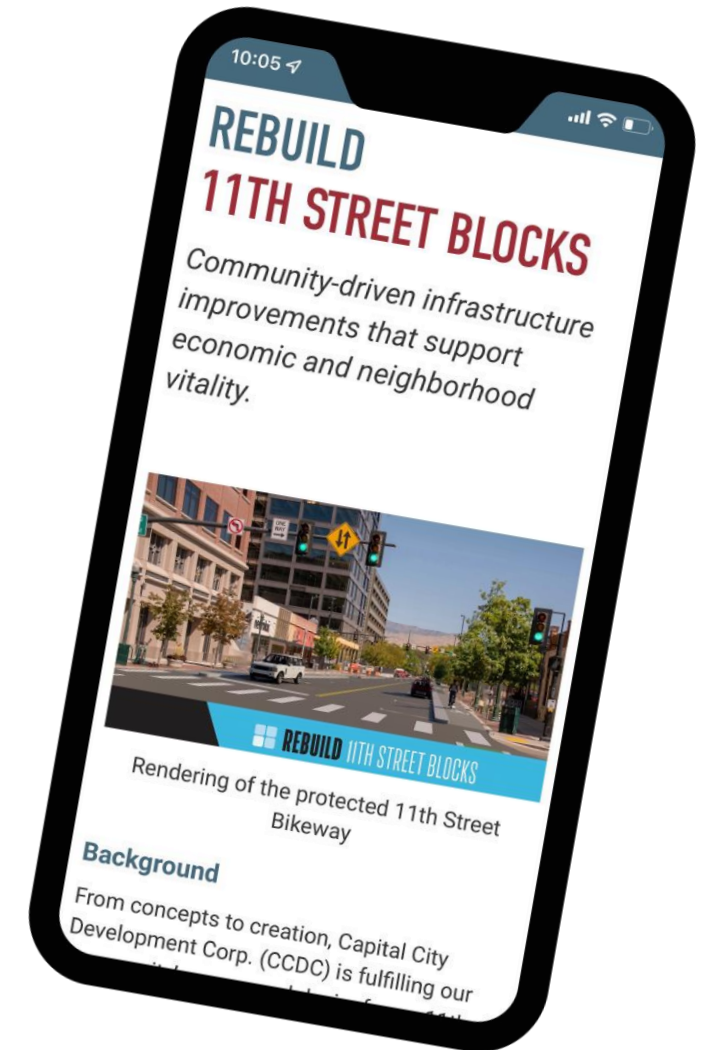 10:05
REBUILD
11TH STREET BLOCKS
Community-driven infrastructure
improvements that support
economic and neighborhood
vitality.
ONE
WAY
REBUILD 11TH STREET BLOCKS
Rendering of the protected 11th Street
Bikeway
Background
From concepts to creation, Capital City
Development Corp. (CCDC) is fulfilling our